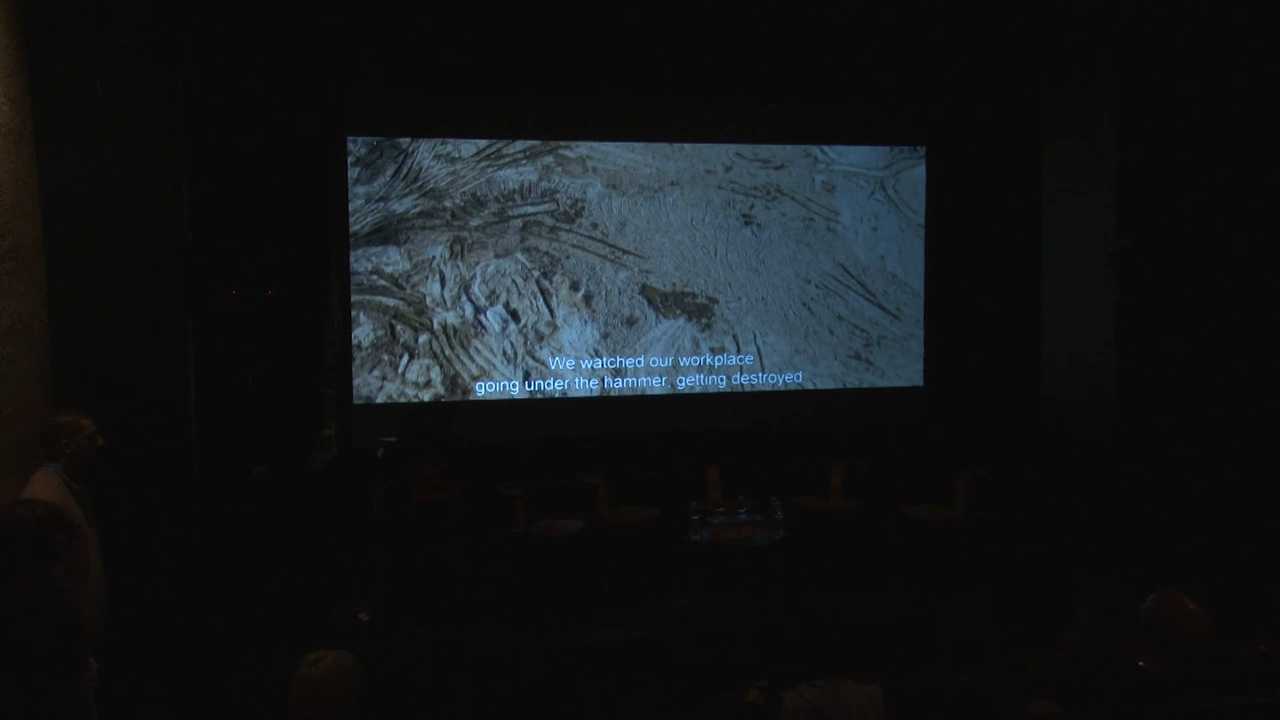 We watched our workplace
going under the hammer, getting destroyed